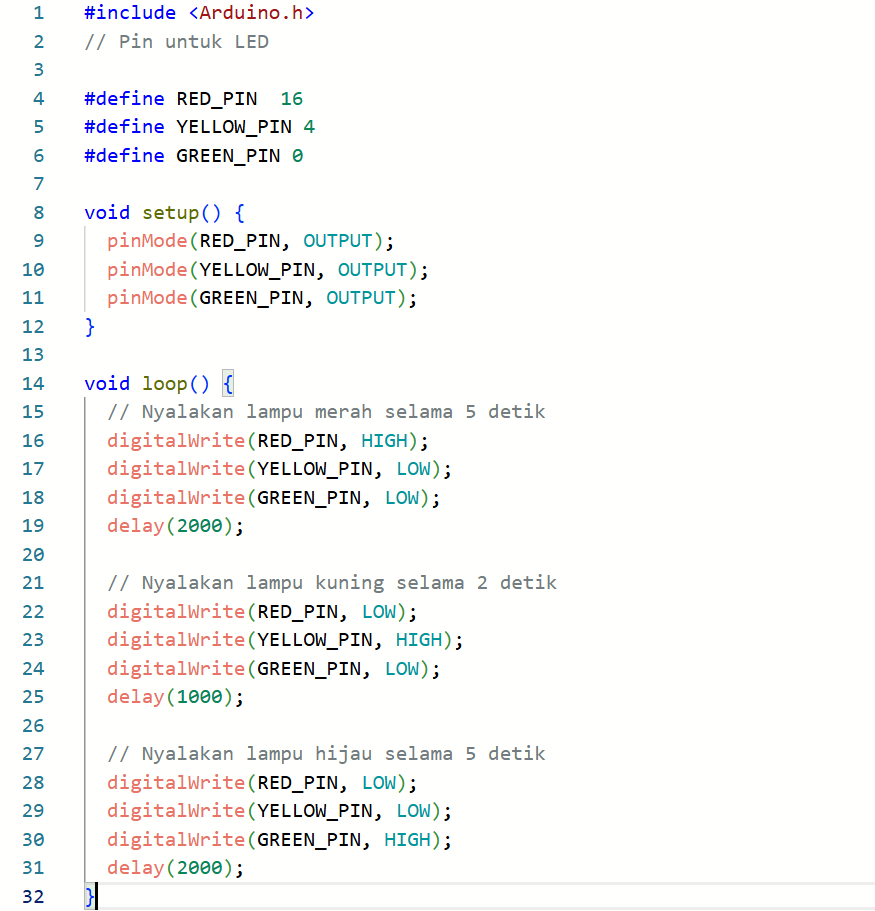 1 #include <Arduino.h>
2 // Pin untuk LED
3
4 #define RED_PIN  16
5 #define YELLOW_PIN 4
6 #define GREEN_PIN 0
7
8 void setup() {
9   pinMode(RED_PIN, OUTPUT);
10   pinMode(YELLOW_PIN, OUTPUT);
11   pinMode(GREEN_PIN, OUTPUT);
12 }
13
14 void loop() {
15   // Nyalakan lampu merah selama 5 detik
16   digitalWrite(RED_PIN, HIGH);
17   digitalWrite(YELLOW_PIN, LOW);
18   digitalWrite(GREEN_PIN, LOW);
19   delay(2000);
20
21   // Nyalakan lampu kuning selama 2 detik
22   digitalWrite(RED_PIN, LOW);
23   digitalWrite(YELLOW_PIN, HIGH);
24   digitalWrite(GREEN_PIN, LOW);
25   delay(1000);
26
27   // Nyalakan lampu hijau selama 5 detik
28   digitalWrite(RED_PIN, LOW);
29   digitalWrite(YELLOW_PIN, LOW);
30   digitalWrite(GREEN_PIN, HIGH);
31   delay(2000);
32 }